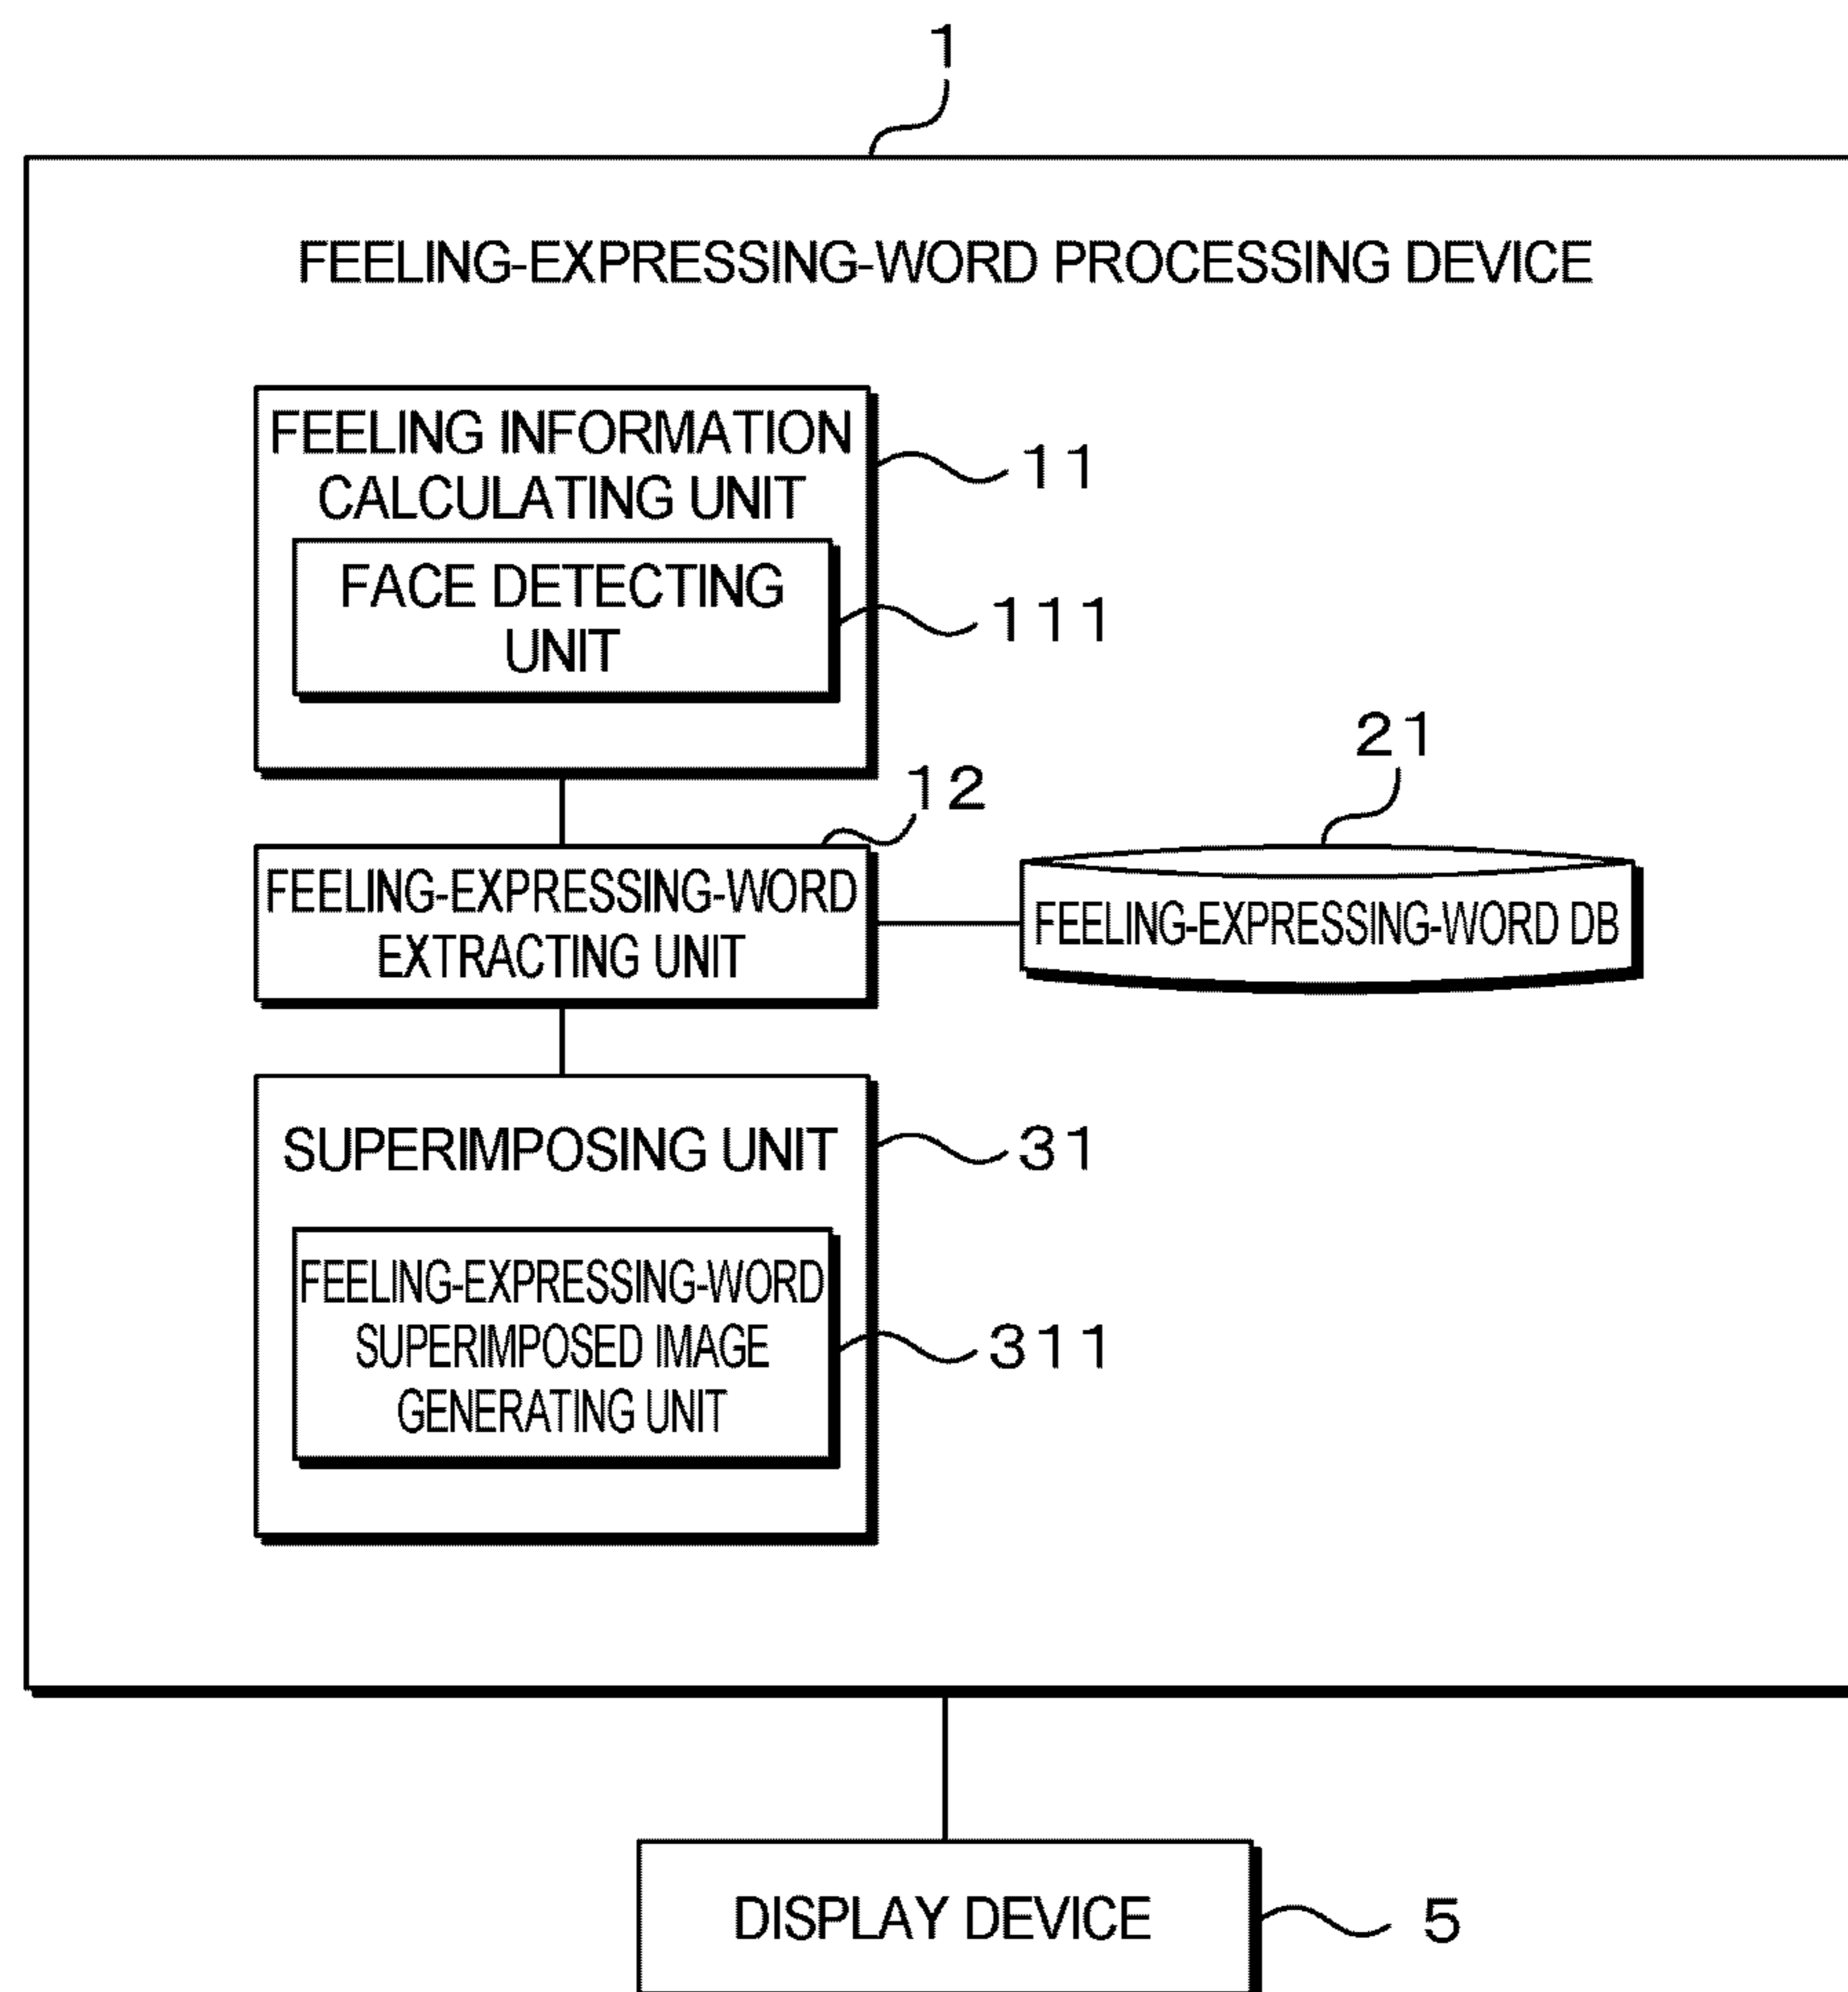 1
FEELING-EXPRESSING-WORD PROCESSING DEVICE
FEELING INFORMATION
CALCULATING UNIT
11
FACE DETECTING
UNIT
111
12
FEELING-EXPRESSING-WORD
EXTRACTING UNIT
21
FEELING-EXPRESSING-WORD DB
SUPERIMPOSING UNIT
31
FEELING-EXPRESSING-WORD
SUPERIMPOSED IMAGE
GENERATING UNIT
311
DISPLAY DEVICE
5